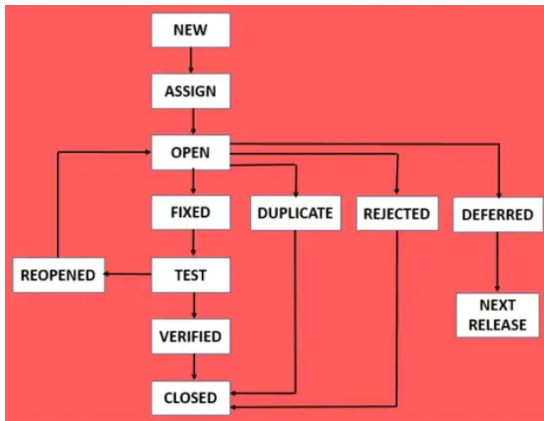 NEW
ASSIGN
OPEN
FIXED
DUPLICATE
REJECTED
DEFERRED
REOPENED
TEST
NEXT
RELEASE
VERIFIED
CLOSED